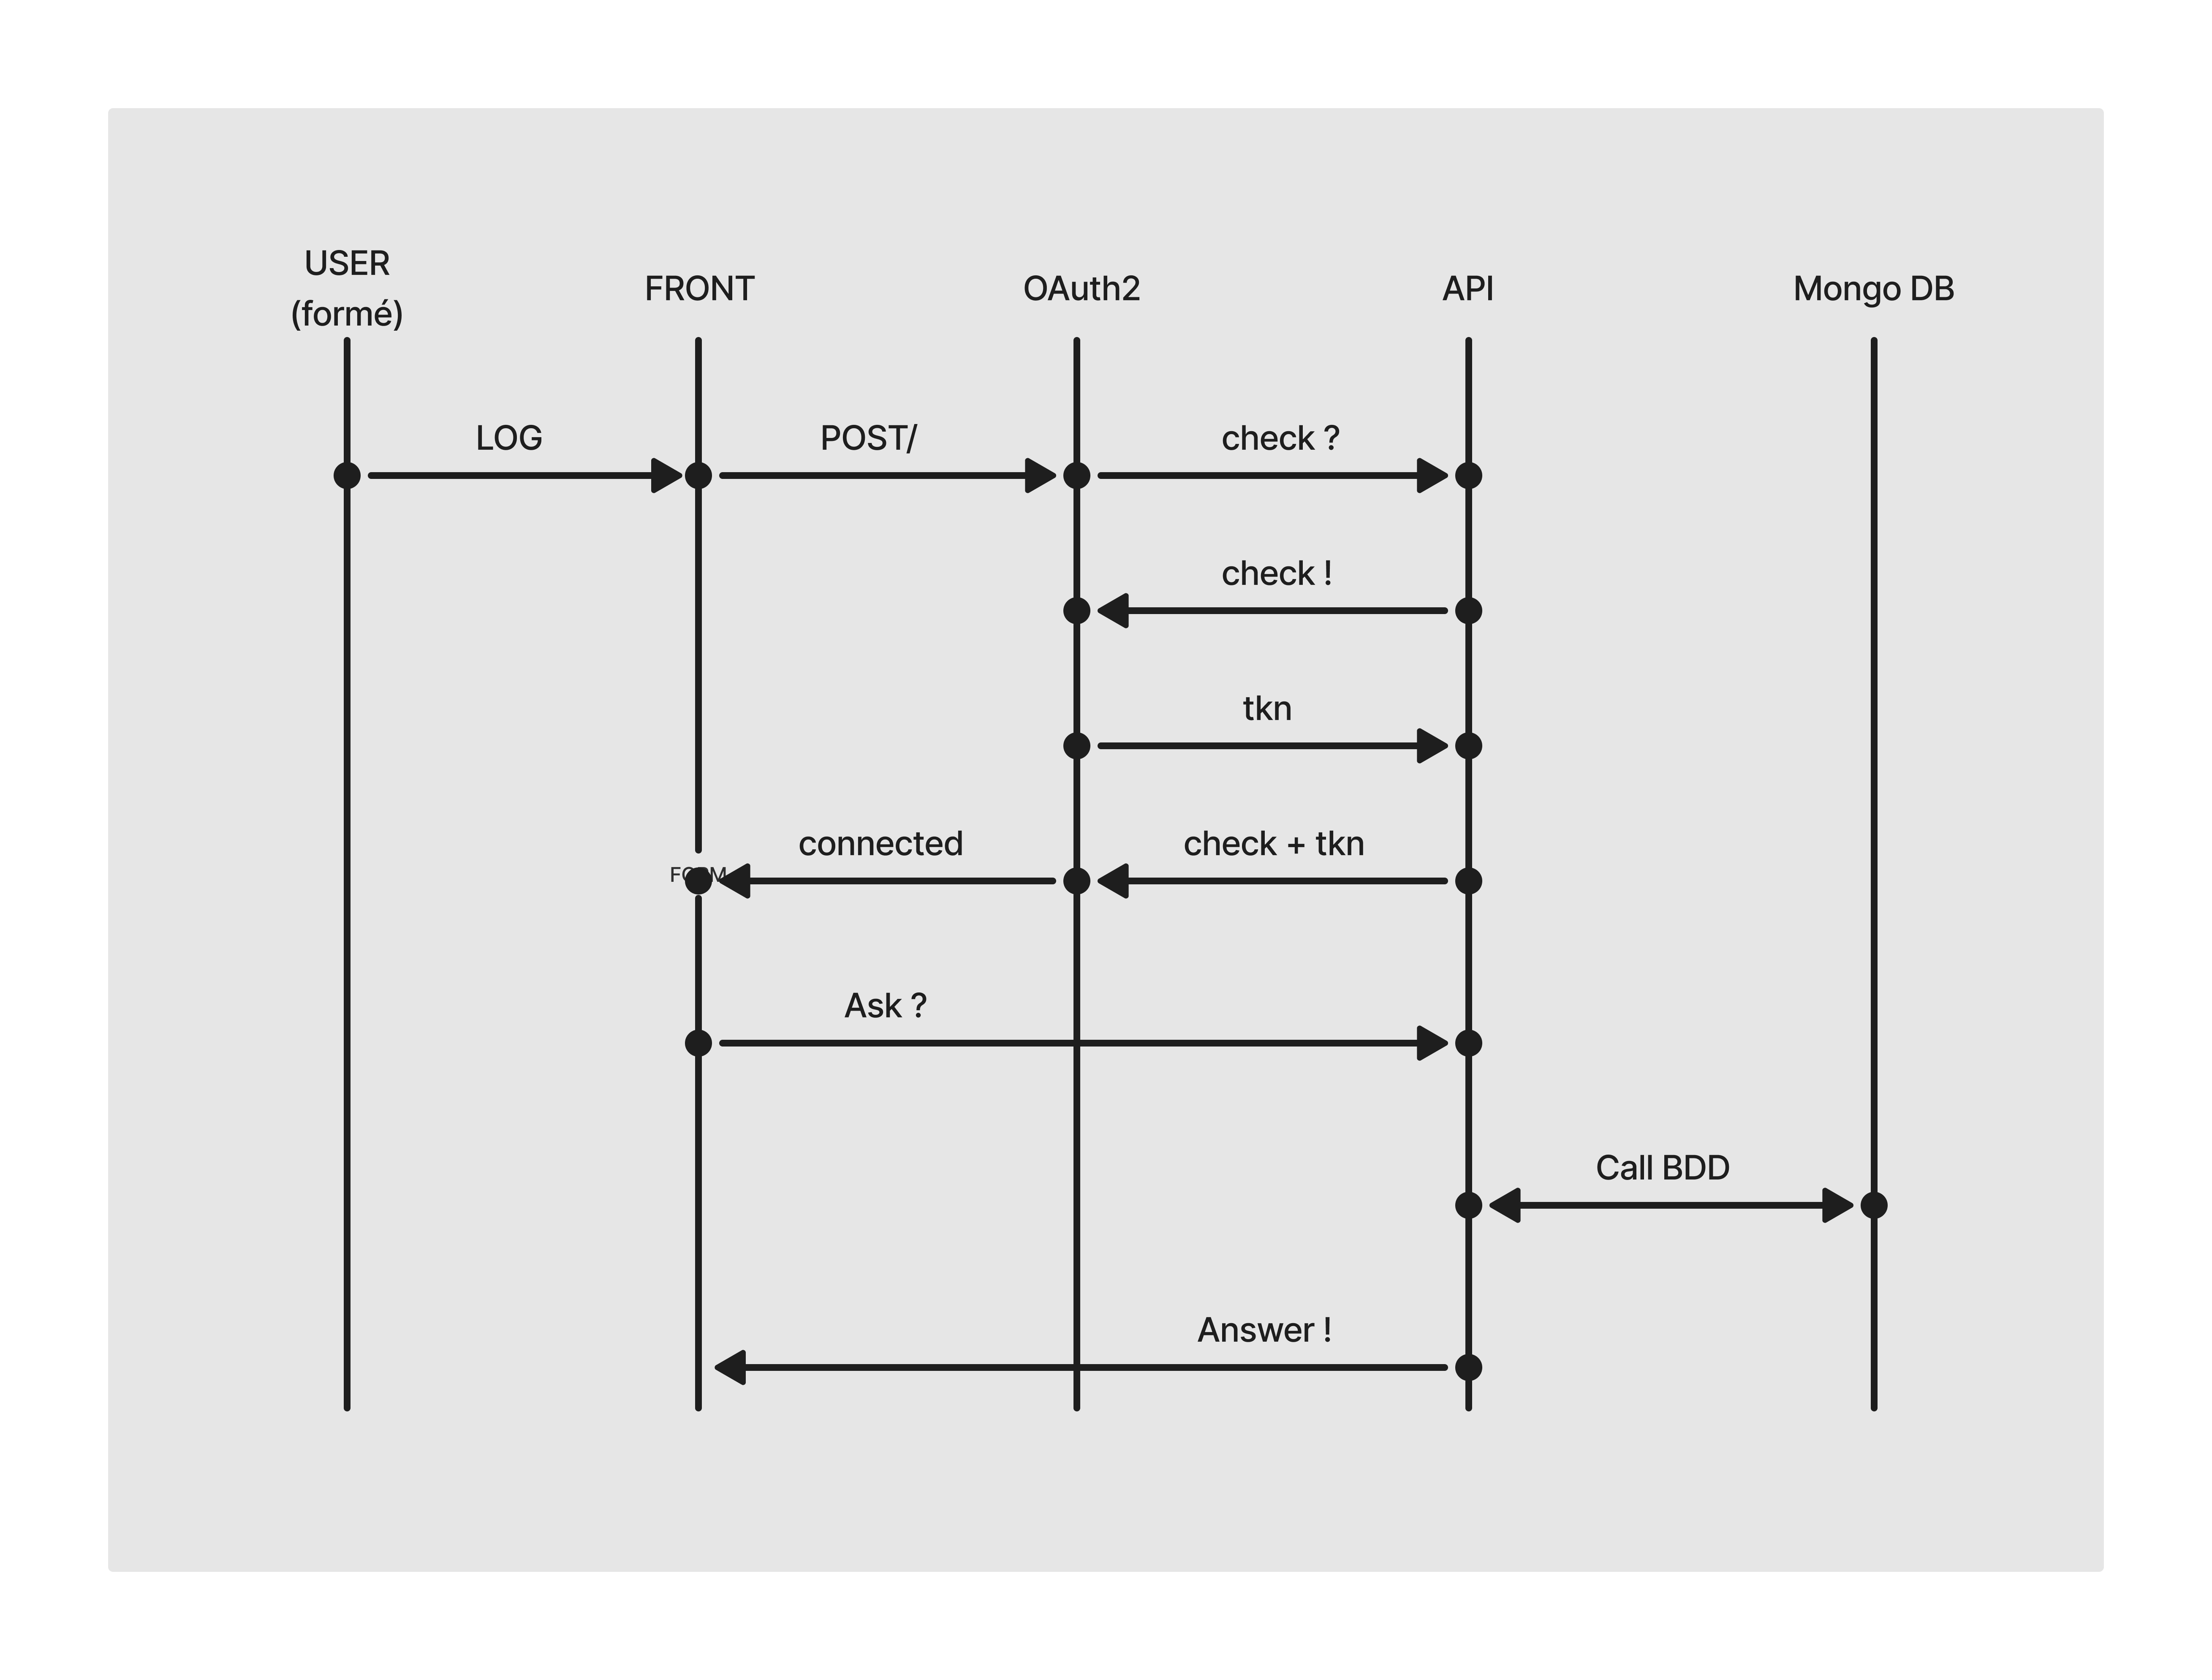 USER
(formé)
FRONT
OAuth2
API
Mongo DB
LOG
POST/
check ?
check !
tkn
connected
check + tkn
Ask ?
Call BDD
Answer !